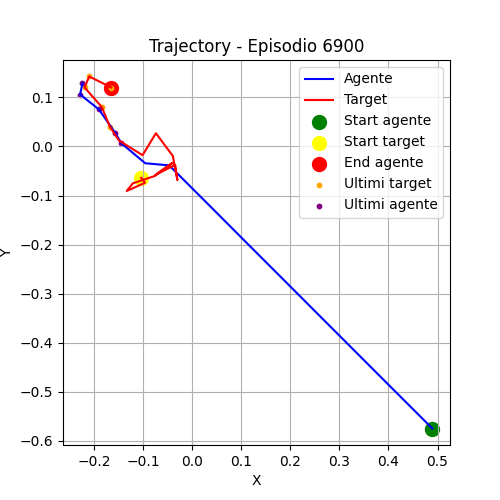 Trajectory - Episodio 6900
Agente
Target
Start agente
Start target
End agente
Ultimi target
Ultimi agente
0.1
0.0
−0.1
−0.2
−0.3
−0.4
−0.5
−0.6
Y
−0.2
−0.1
0.0
0.1
0.2
0.3
0.4
0.5
X